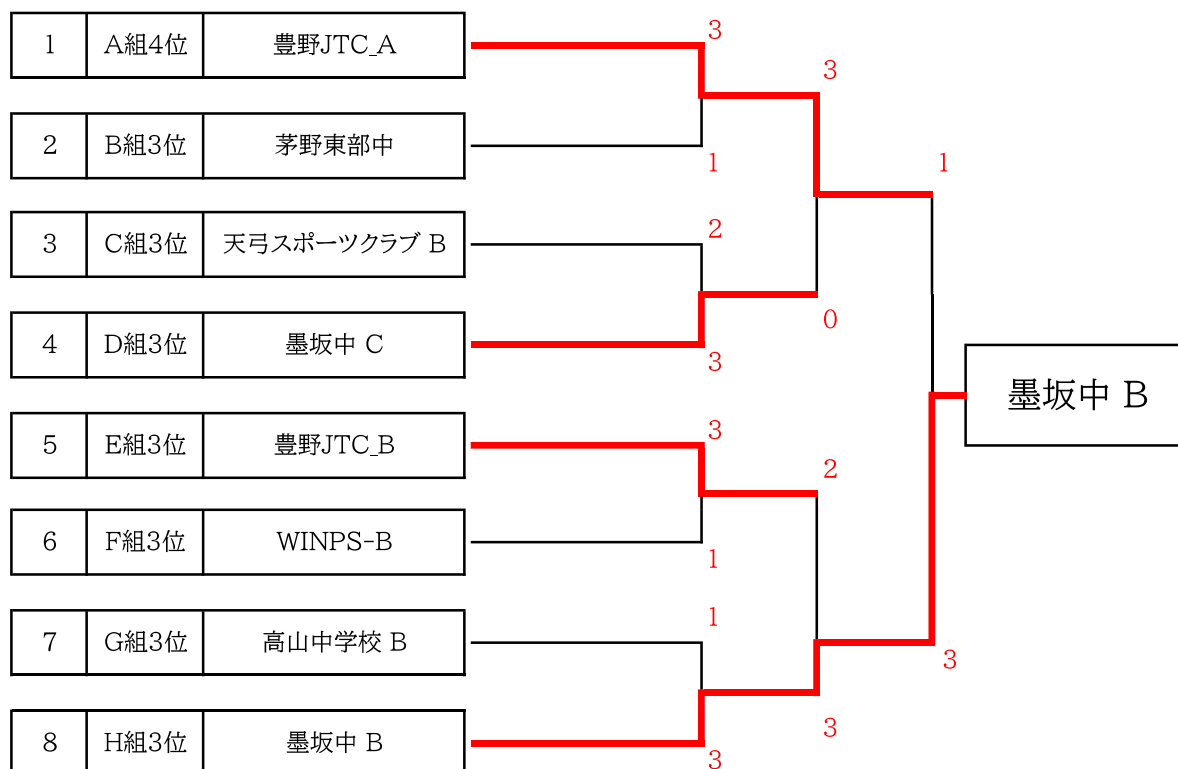 1 A組4位 豊野JTC_A
3
3
2 B組3位 茅野東部中
1
1
3 C組3位 天弓スポーツクラブ B
2
0
4 D組3位 墨坂中 C
3
墨坂中 B
5 E組3位 豊野JTC_B
3
2
6 F組3位 WINPS-B
1
7 G組3位 高山中学校 B
1
3
8 H組3位 墨坂中 B
3
3